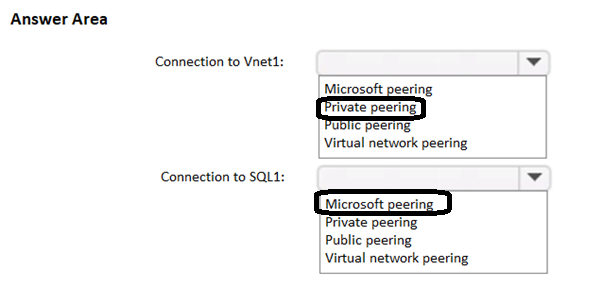 Answer Area
Connection to Vnet1:
Microsoft peering
Private peering
Public peering
Virtual network peering
Connection to SQL1:
Microsoft peering
Private peering
Public peering
Virtual network peering